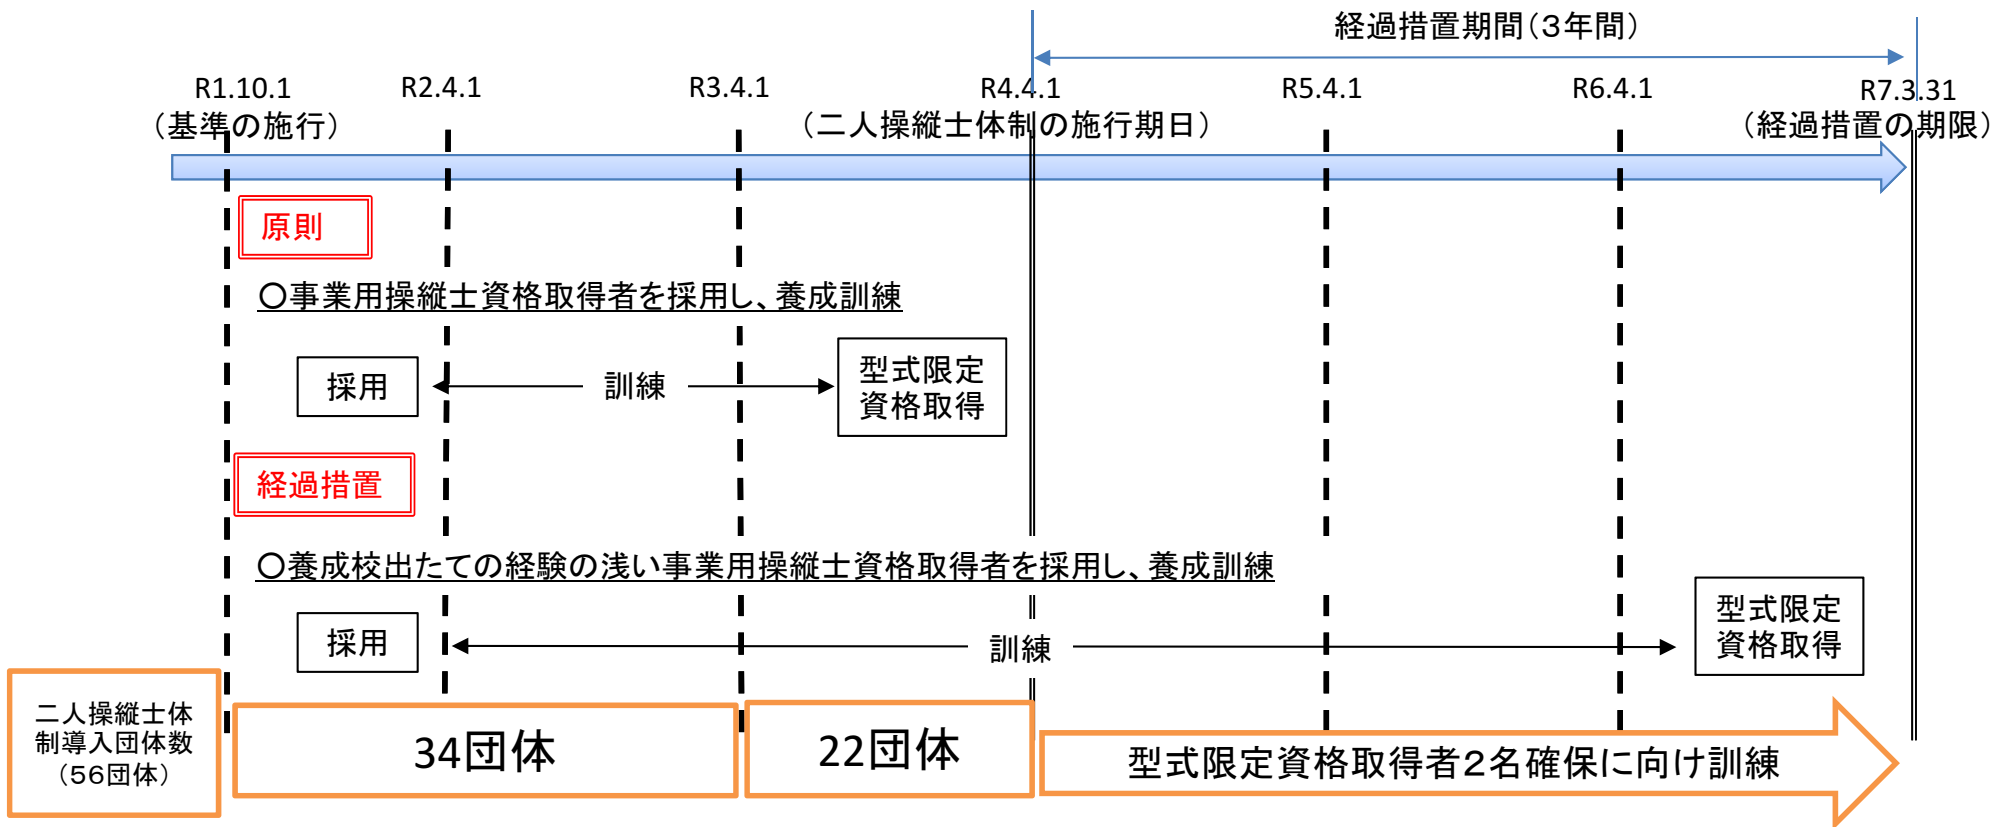 経過措置期間（３年間）
R1.10.1
（基準の施行）
R2.4.1
R3.4.1
R4.4.1
（二人操縦士体制の施行期日）
R5.4.1
R6.4.1
R7.3.31
（経過措置の期限）
原則
○事業用操縦士資格取得者を採用し、養成訓練
採用
訓練
型式限定
資格取得
経過措置
○養成校出たての経験の浅い事業用操縦士資格取得者を採用し、養成訓練
採用
訓練
型式限定
資格取得
二人操縦士体
制導入団体数
（５６団体）
34団体
22団体
型式限定資格取得者２名確保に向け訓練